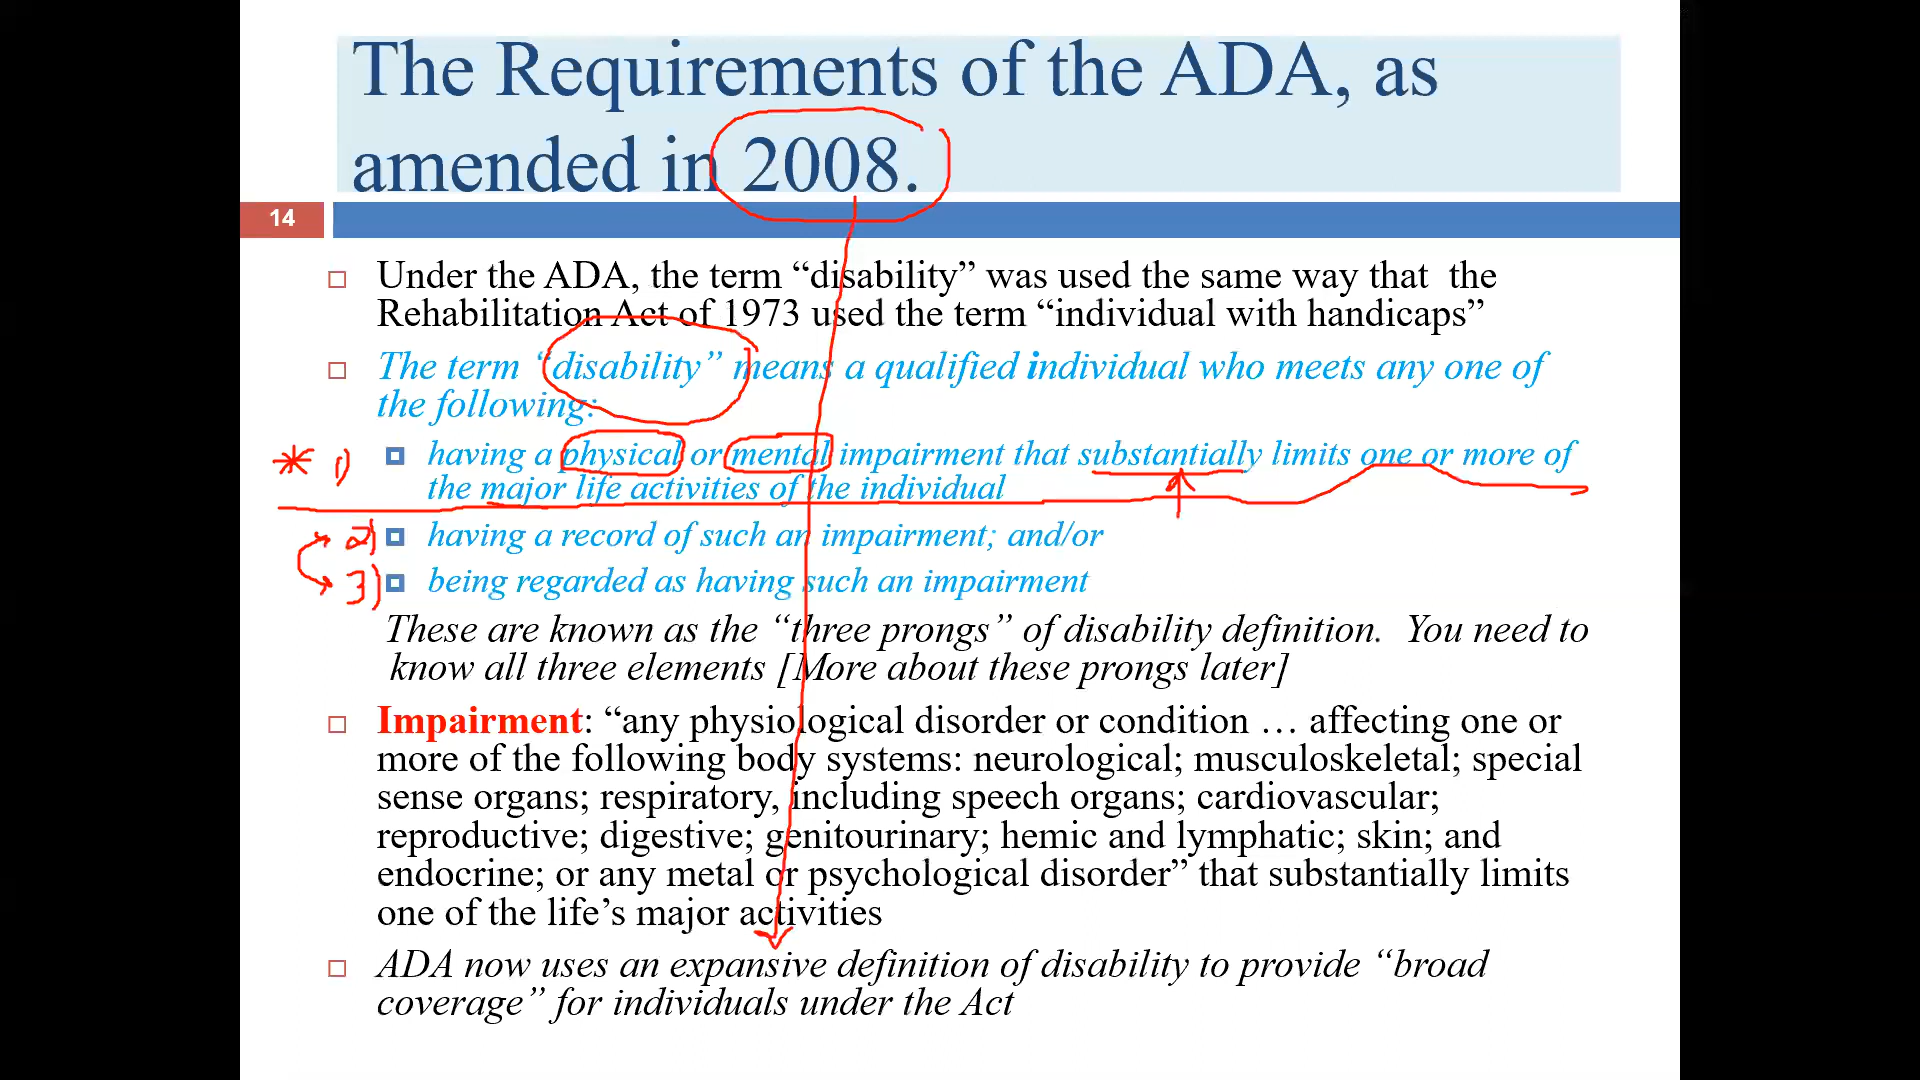 The Requirements of the ADA, as
amended in 2008.
14
Under the ADA, the term “disability” was used the same way that the
Rehabilitation Act of 1973 used the term “individual with handicaps”
The term “disability” means a qualified individual who meets any one of
the following:
* 1) having a physical or mental impairment that substantially limits one or more of
the major life activities of the individual
2) having a record of such an impairment; and/or
3) being regarded as having such an impairment
These are known as the “three prongs” of disability definition. You need to
know all three elements [More about these prongs later]
Impairment: “any physiological disorder or condition … affecting one or
more of the following body systems: neurological; musculoskeletal; special
sense organs; respiratory, including speech organs; cardiovascular;
reproductive; digestive; genitourinary; hemic and lymphatic; skin; and
endocrine; or any metal or psychological disorder” that substantially limits
one of the life’s major activities
ADA now uses an expansive definition of disability to provide “broad
coverage” for individuals under the Act